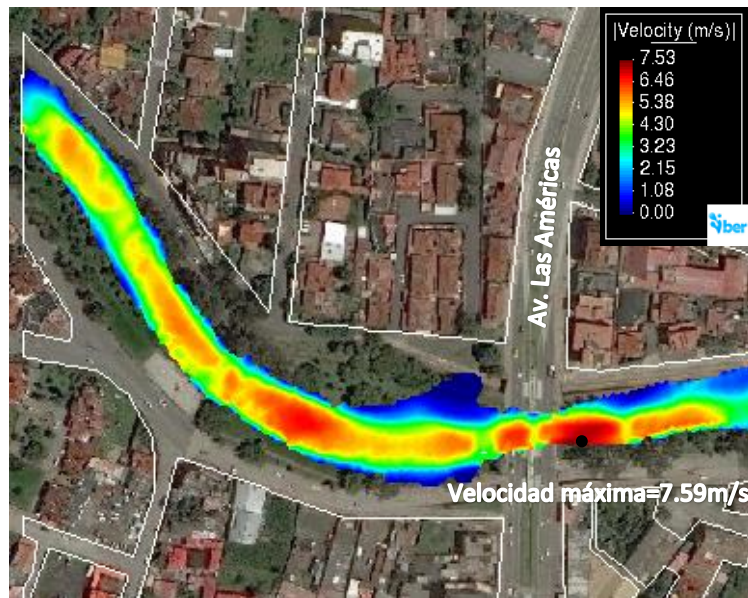 |Velocity (m/s)|
7.53
6.46
5.38
4.30
3.23
2.15
1.08
0.00
iber
Av. Las Américas
Velocidad máxima=7.59m/s